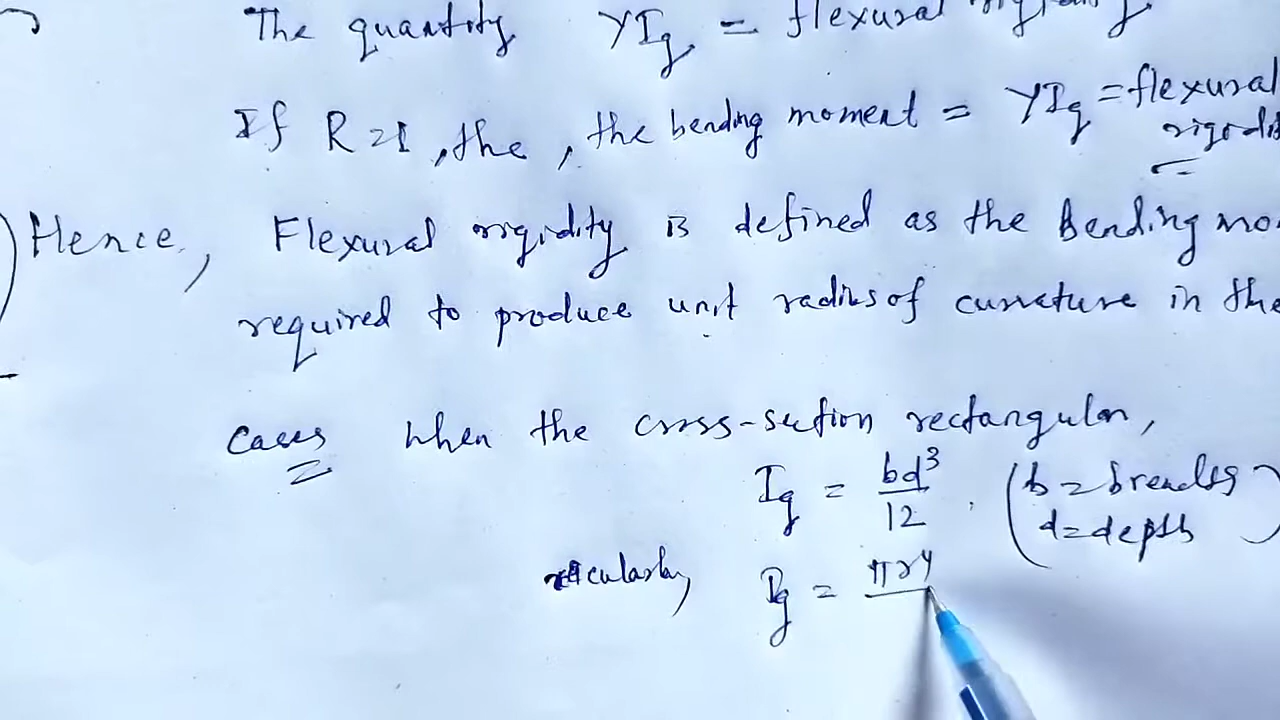 The quantity YIg = flexural rigidity
If R=1, the, the bending moment = YIg = flexural
Hence, Flexural rigidity is defined as the Bending mo
required to produce unit radius of curvature in the
Cases When the cross-section rectangular,
Ig = bd³/12 . (b = breadth
d = depth)
circular, Ig = πr⁴